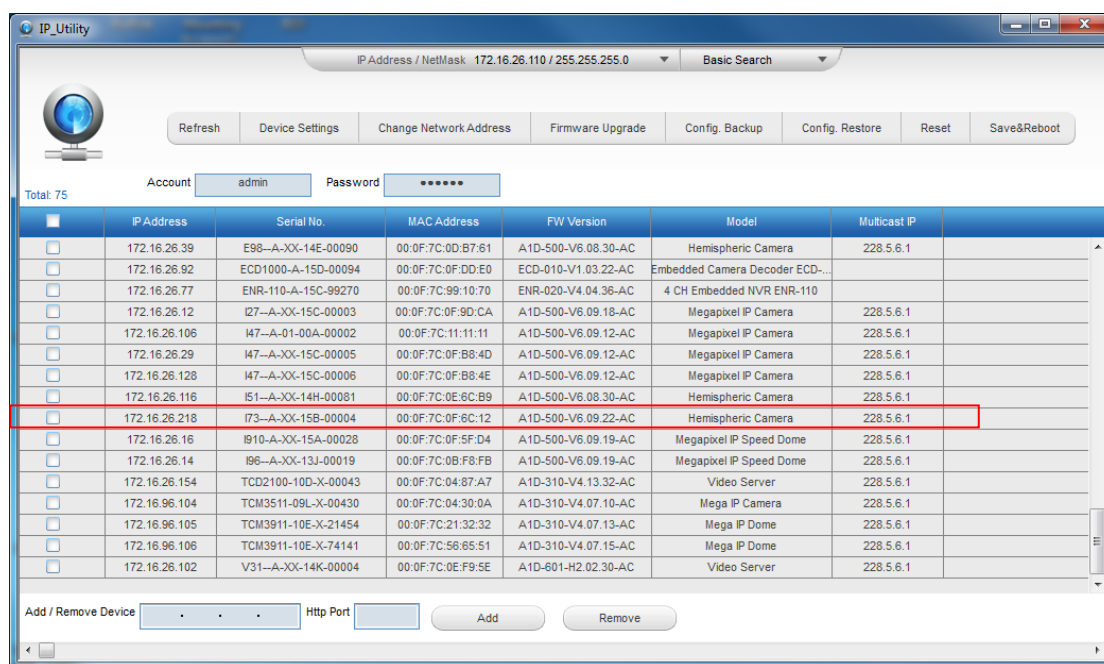 IP_Utility
IP Address / NetMask 172.16.26.110 / 255.255.255.0 Basic Search
Refresh Device Settings Change Network Address Firmware Upgrade Config. Backup Config. Restore Reset Save&Reboot
Account admin Password ••••••
Total: 75
IP Address Serial No. MAC Address FW Version Model Multicast IP
172.16.26.39 E98--A-XX-14E-00090 00:0F:7C:0D:B7:61 A1D-500-V6.08.30-AC Hemispheric Camera 228.5.6.1
172.16.26.92 ECD1000-A-15D-00094 00:0F:7C:0F:DD:E0 ECD-010-V1.03.22-AC Embedded Camera Decoder ECD-...
172.16.26.77 ENR-110-A-15C-99270 00:0F:7C:99:10:70 ENR-020-V4.04.36-AC 4 CH Embedded NVR ENR-110
172.16.26.12 I27--A-XX-15C-00003 00:0F:7C:0F:9D:CA A1D-500-V6.09.18-AC Megapixel IP Camera 228.5.6.1
172.16.26.106 I47--A-01-00A-00002 00:0F:7C:11:11:11 A1D-500-V6.09.12-AC Megapixel IP Camera 228.5.6.1
172.16.26.29 I47--A-XX-15C-00005 00:0F:7C:0F:B8:4D A1D-500-V6.09.12-AC Megapixel IP Camera 228.5.6.1
172.16.26.128 I47--A-XX-15C-00006 00:0F:7C:0F:B8:4E A1D-500-V6.09.12-AC Megapixel IP Camera 228.5.6.1
172.16.26.116 I51--A-XX-14H-00081 00:0F:7C:0E:6C:B9 A1D-500-V6.08.30-AC Hemispheric Camera 228.5.6.1
172.16.26.218 I73--A-XX-15B-00004 00:0F:7C:0F:6C:12 A1D-500-V6.09.22-AC Hemispheric Camera 228.5.6.1
172.16.26.16 I910-A-XX-15A-00028 00:0F:7C:0F:5F:D4 A1D-500-V6.09.19-AC Megapixel IP Speed Dome 228.5.6.1
172.16.26.14 I96--A-XX-13J-00019 00:0F:7C:0B:F8:FB A1D-500-V6.09.19-AC Megapixel IP Speed Dome 228.5.6.1
172.16.26.154 TCD2100-10D-X-00043 00:0F:7C:04:87:A7 A1D-310-V4.13.32-AC Video Server 228.5.6.1
172.16.96.104 TCM3511-09L-X-00430 00:0F:7C:04:30:0A A1D-310-V4.07.10-AC Mega IP Camera 228.5.6.1
172.16.96.105 TCM3911-10E-X-21454 00:0F:7C:21:32:32 A1D-310-V4.07.13-AC Mega IP Dome 228.5.6.1
172.16.96.106 TCM3911-10E-X-74141 00:0F:7C:56:65:51 A1D-310-V4.07.15-AC Mega IP Dome 228.5.6.1
172.16.26.102 V31--A-XX-14K-00004 00:0F:7C:0E:F9:5E A1D-601-H2.02.30-AC Video Server 228.5.6.1
Add / Remove Device . . . Http Port Add Remove